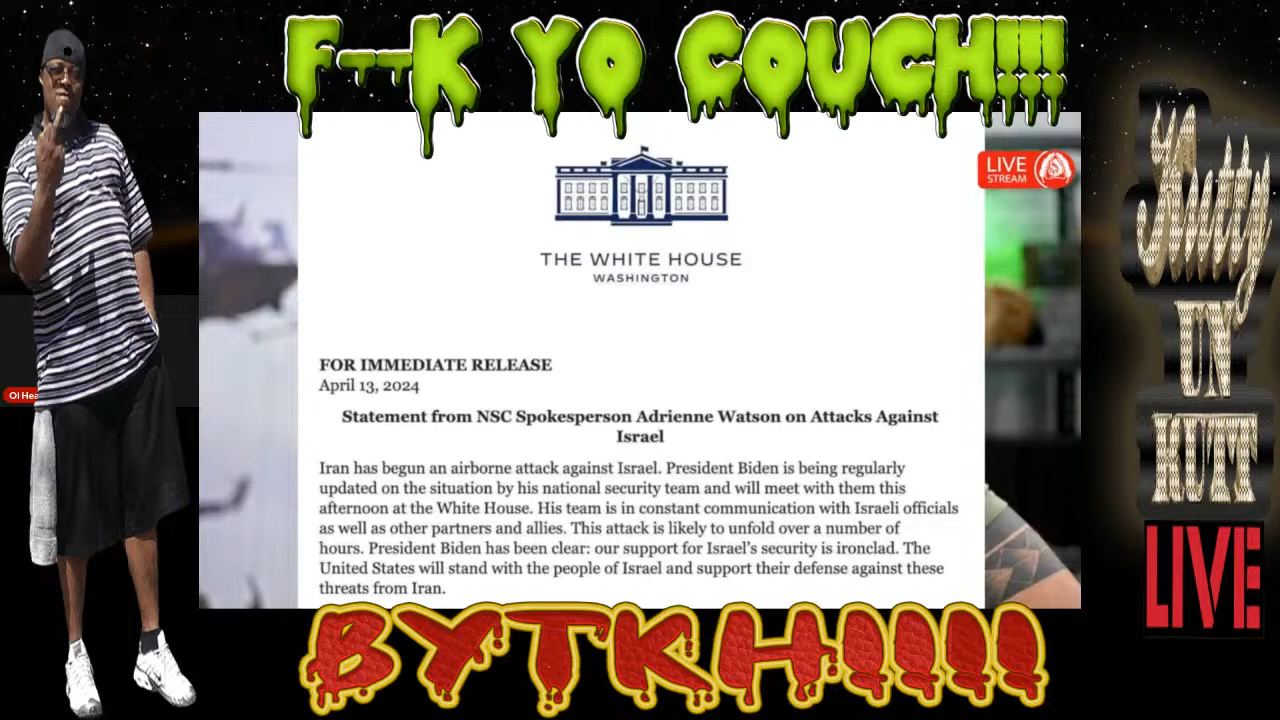 F--K YO COUCH!!!
LIVE
STREAM
THE WHITE HOUSE
WASHINGTON
FOR IMMEDIATE RELEASE
April 13, 2024
Statement from NSC Spokesperson Adrienne Watson on Attacks Against
Israel
Iran has begun an airborne attack against Israel. President Biden is being regularly
updated on the situation by his national security team and will meet with them this
afternoon at the White House. His team is in constant communication with Israeli officials
as well as other partners and allies. This attack is likely to unfold over a number of
hours. President Biden has been clear: our support for Israel's security is ironclad. The
United States will stand with the people of Israel and support their defense against these
threats from Iran.
OI Hea
UN
KUTT
LIVE
BYTKH!!!!